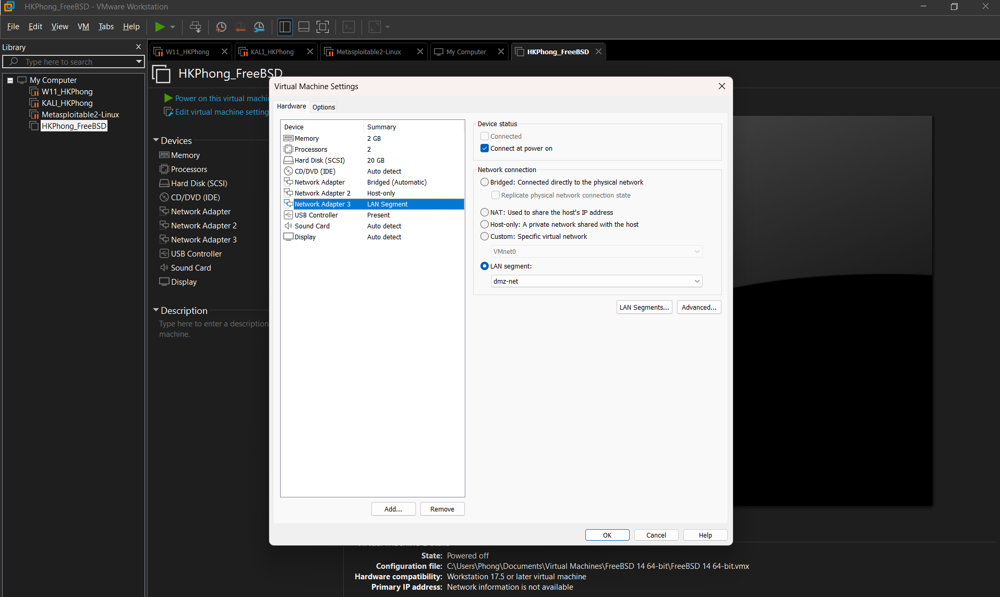 HKPhong_FreeBSD - VMware Workstation
File Edit View VM Tabs Help
Library
Type here to search
My Computer
W11_HKPhong
KALI_HKPhong
Metasploitable2-Linux
HKPhong_FreeBSD
W11_HKPhong
KALI_HKPhong
Metasploitable2-Linux
My Computer
HKPhong_FreeBSD
HKPhong_FreeBSD
Power on this virtual machin
Edit virtual machine setting
Devices
Memory
Processors
Hard Disk (SCSI)
CD/DVD (IDE)
Network Adapter
Network Adapter 2
Network Adapter 3
USB Controller
Sound Card
Display
Description
Type here to enter a description
machine.
Virtual Machine Settings
Hardware Options
Device Summary
Memory 2 GB
Processors 2
Hard Disk (SCSI) 20 GB
CD/DVD (IDE) Auto detect
Network Adapter Bridged (Automatic)
Network Adapter 2 Host-only
Network Adapter 3 LAN Segment
USB Controller Present
Sound Card Auto detect
Display Auto detect
Add... Remove
Device status
Connected
Connect at power on
Network connection
Bridged: Connected directly to the physical network
Replicate physical network connection state
NAT: Used to share the host's IP address
Host-only: A private network shared with the host
Custom: Specific virtual network
VMnet0
LAN segment:
dmz-net
LAN Segments... Advanced...
OK Cancel Help
State: Powered off
Configuration file: C:\Users\Phong\Documents\Virtual Machines\FreeBSD 14 64-bit\FreeBSD 14 64-bit.vmx
Hardware compatibility: Workstation 17.5 or later virtual machine
Primary IP address: Network information is not available